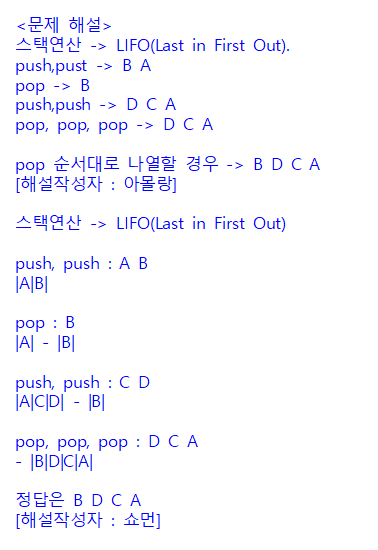 <문제 해설>
스택연산 -> LIFO(Last in First Out).
push,pust -> B A
pop -> B
push,push -> D C A
pop, pop, pop -> D C A
pop 순서대로 나열할 경우 -> B D C A
[해설작성자 : 아몰랑]
스택연산 -> LIFO(Last in First Out)
push, push : A B
|A|B|
pop : B
|A| - |B|
push, push : C D
|A|C|D| - |B|
pop, pop, pop : D C A
- |B|D|C|A|
정답은 B D C A
[해설작성자 : 쇼먼]